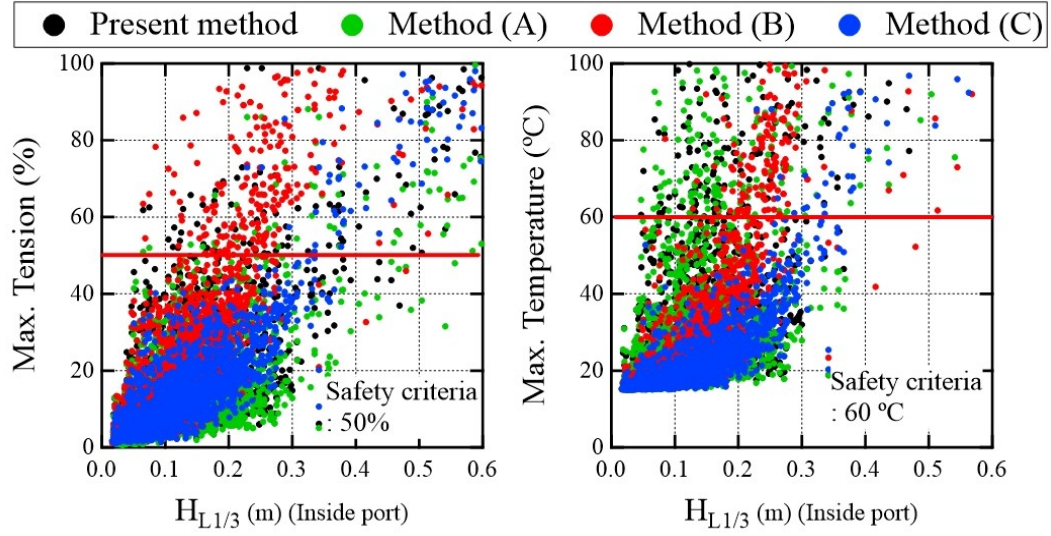 Present method Method (A) Method (B) Method (C)
Max. Tension (%)
100
80
60
40
20
0
Safety criteria
: 50%
0.0 0.1 0.2 0.3 0.4 0.5 0.6
H L1/3 (m) (Inside port)
Max. Temperature (ºC)
100
80
60
40
20
0
Safety criteria
: 60 ºC
0.0 0.1 0.2 0.3 0.4 0.5 0.6
H L1/3 (m) (Inside port)